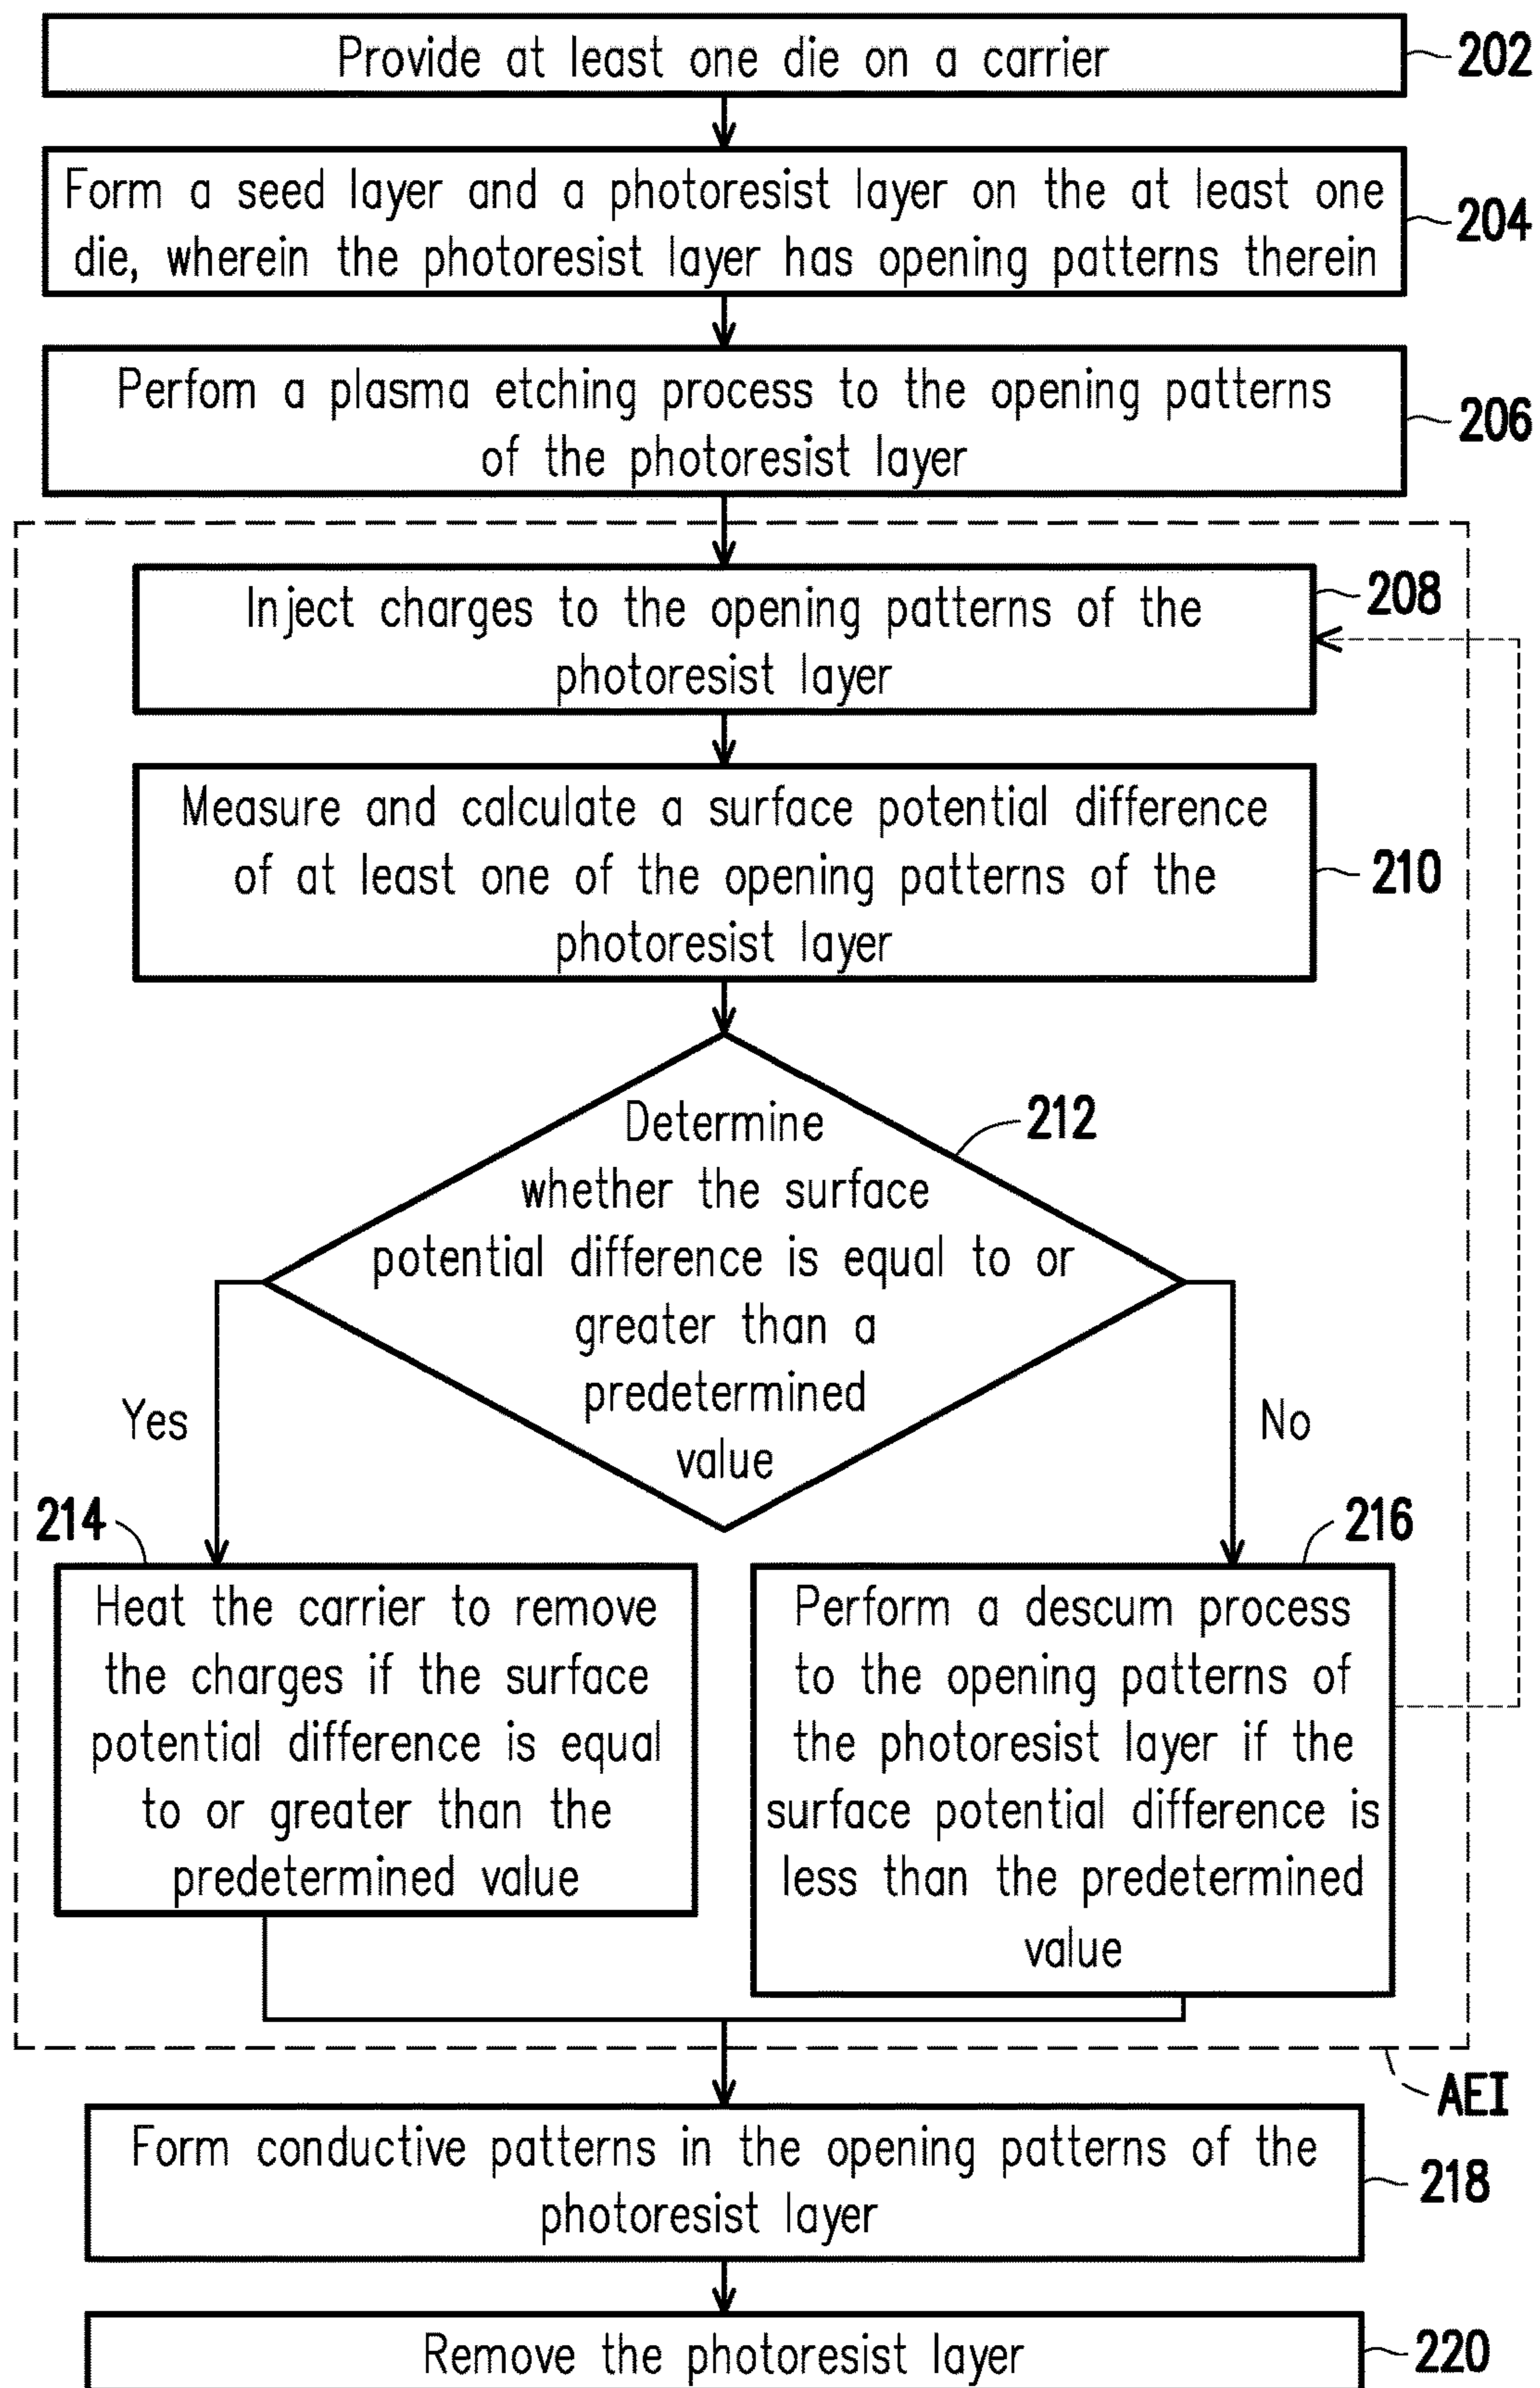 Provide at least one die on a carrier
202
Form a seed layer and a photoresist layer on the at least one
die, wherein the photoresist layer has opening patterns therein
204
Perfom a plasma etching process to the opening patterns
of the photoresist layer
206
Inject charges to the opening patterns of the
photoresist layer
208
Measure and calculate a surface potential difference
of at least one of the opening patterns of the
photoresist layer
210
Determine
whether the surface
potential difference is equal to or
greater than a
predetermined
value
212
Yes
No
214
Heat the carrier to remove
the charges if the surface
potential difference is equal
to or greater than the
predetermined value
216
Perform a descum process
to the opening patterns of
the photoresist layer if the
surface potential difference is
less than the predetermined
value
AEI
Form conductive patterns in the opening patterns of the
photoresist layer
218
Remove the photoresist layer
220